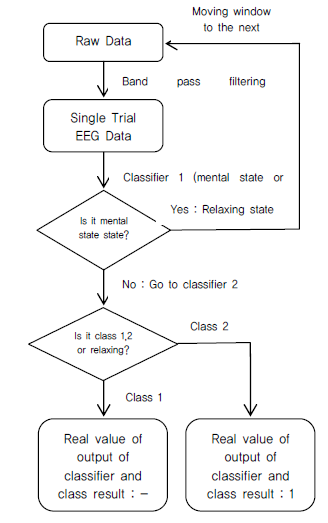 Moving window
to the next
Raw Data
Band pass filtering
Single Trial
EEG Data
Classifier 1 (mental state or
Is it mental
state state?
Yes : Relaxing state
No : Go to classifier 2
Is it class 1,2
or relaxing?
Class 2
Class 1
Real value of
output of
classifier and
class result : –
Real value of
output of
classifier and
class result : 1